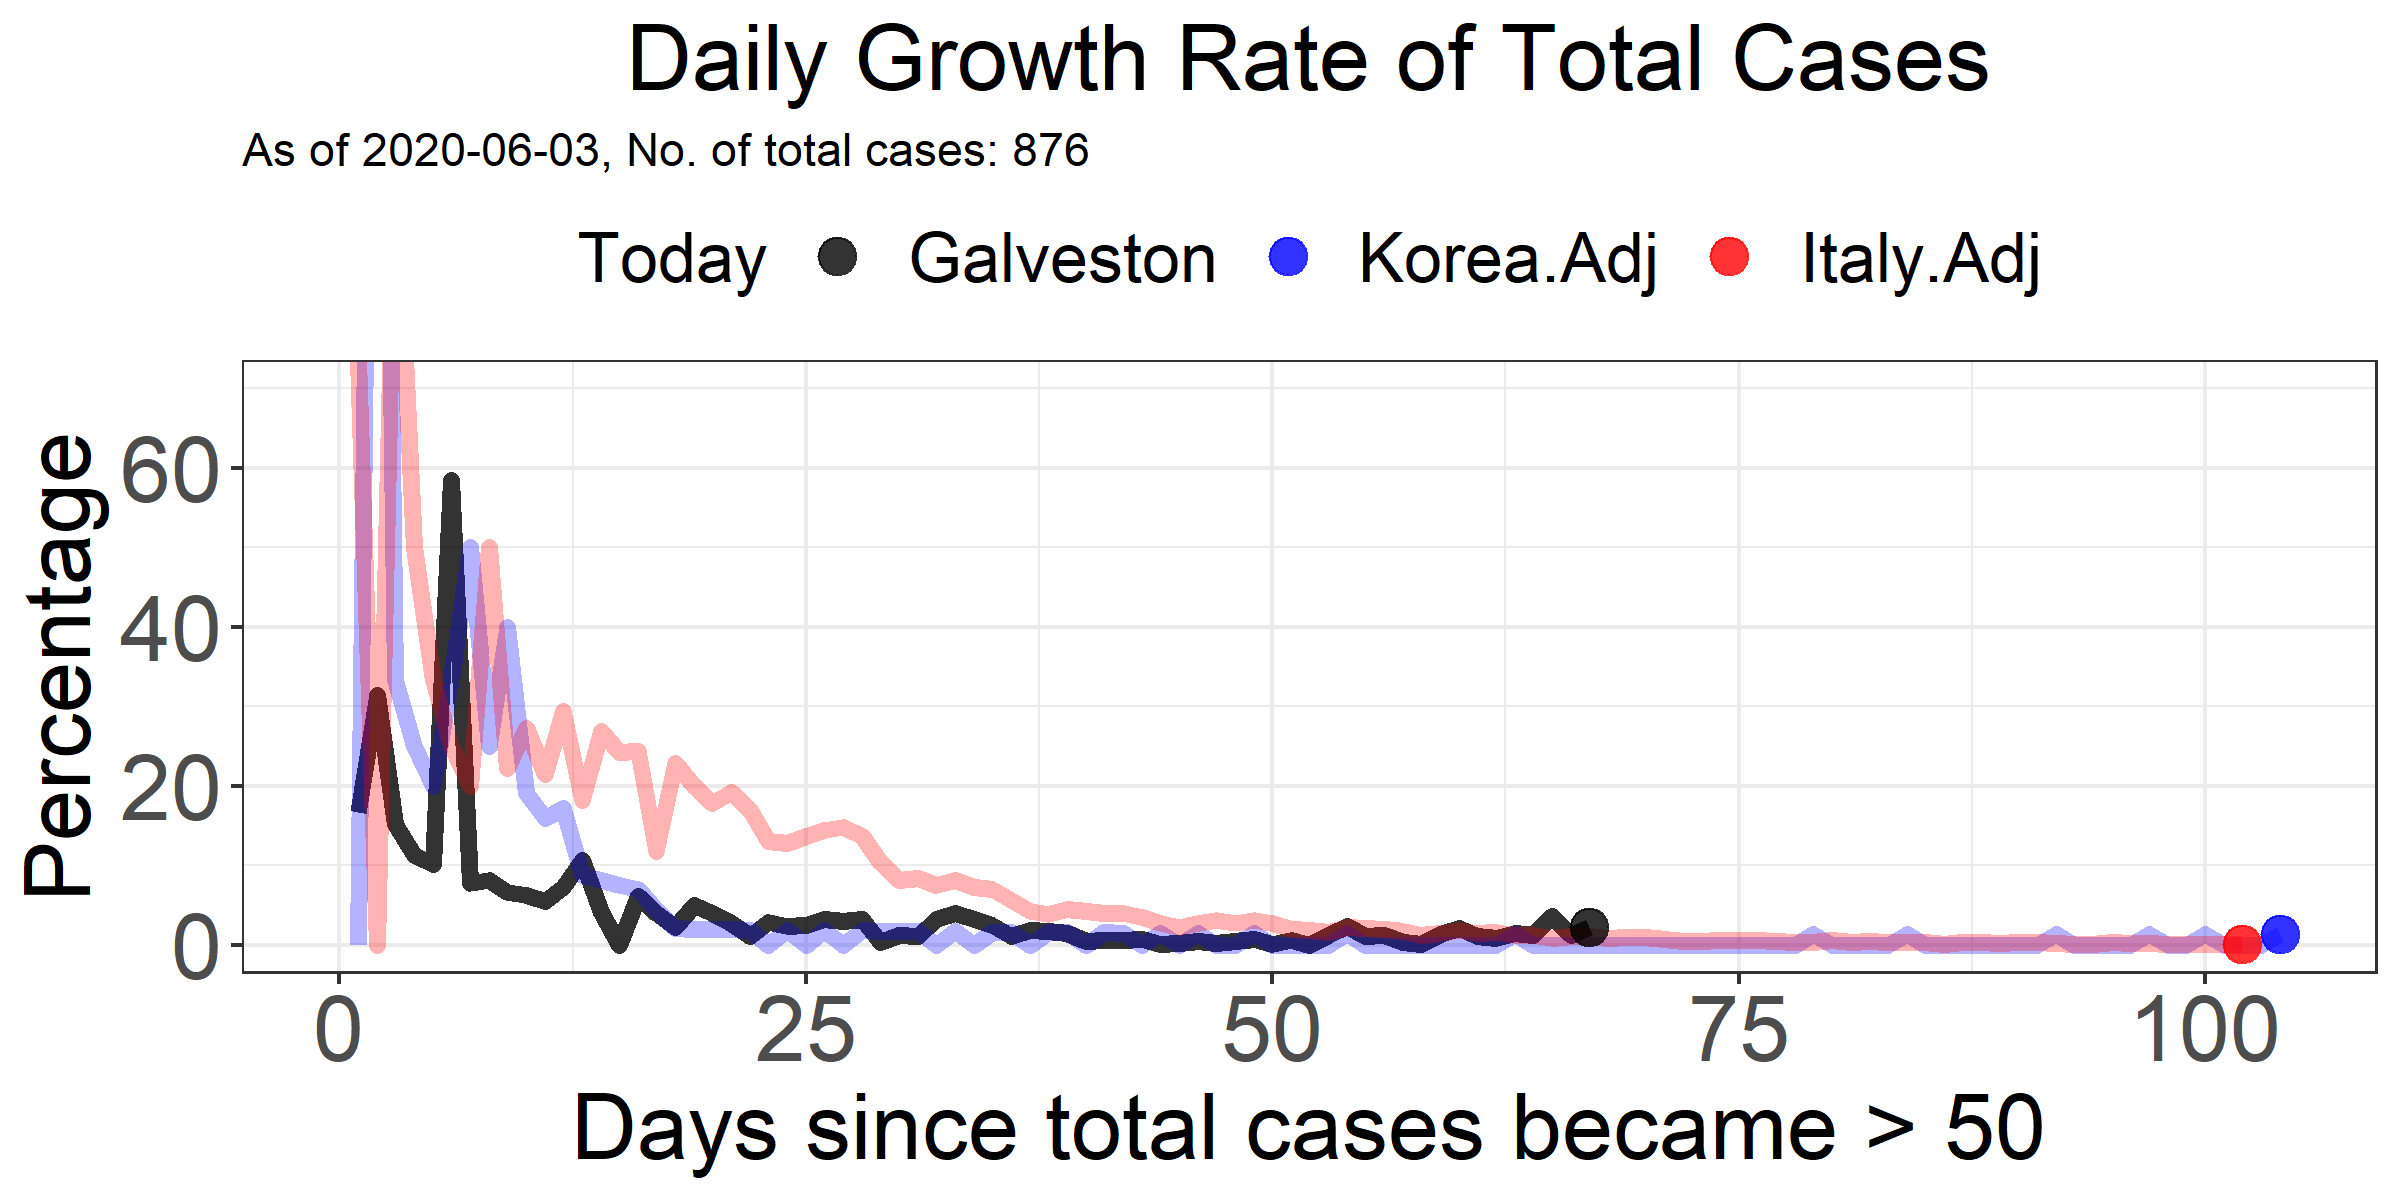 Daily Growth Rate of Total Cases
As of 2020-06-03, No. of total cases: 876
Today Galveston Korea.Adj Italy.Adj
Percentage
60
40
20
0
0 25 50 75 100
Days since total cases became > 50